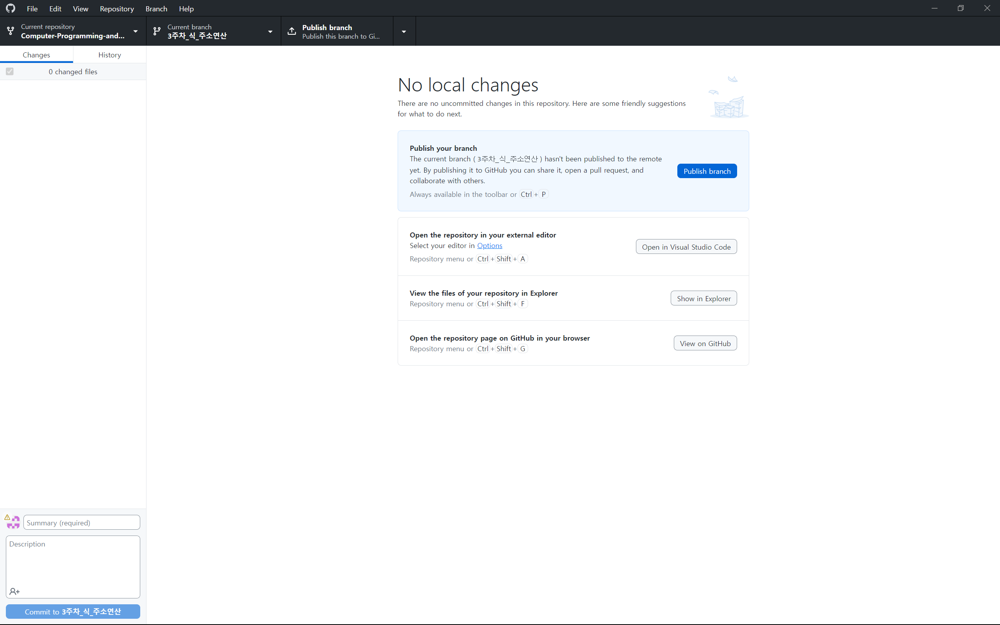 File Edit View Repository Branch Help
Current repository
Computer-Programming-and...
Current branch
3주차_식_주소연산
Publish branch
Publish this branch to Gi...
Changes History
0 changed files
No local changes
There are no uncommitted changes in this repository. Here are some friendly suggestions
for what to do next.
Publish your branch
The current branch ( 3주차_식_주소연산 ) hasn't been published to the remote
yet. By publishing it to GitHub you can share it, open a pull request, and
collaborate with others.
Always available in the toolbar or Ctrl + P
Publish branch
Open the repository in your external editor
Select your editor in Options
Repository menu or Ctrl + Shift + A
Open in Visual Studio Code
View the files of your repository in Explorer
Repository menu or Ctrl + Shift + F
Show in Explorer
Open the repository page on GitHub in your browser
Repository menu or Ctrl + Shift + G
View on GitHub
Summary (required)
Description
Commit to 3주차_식_주소연산